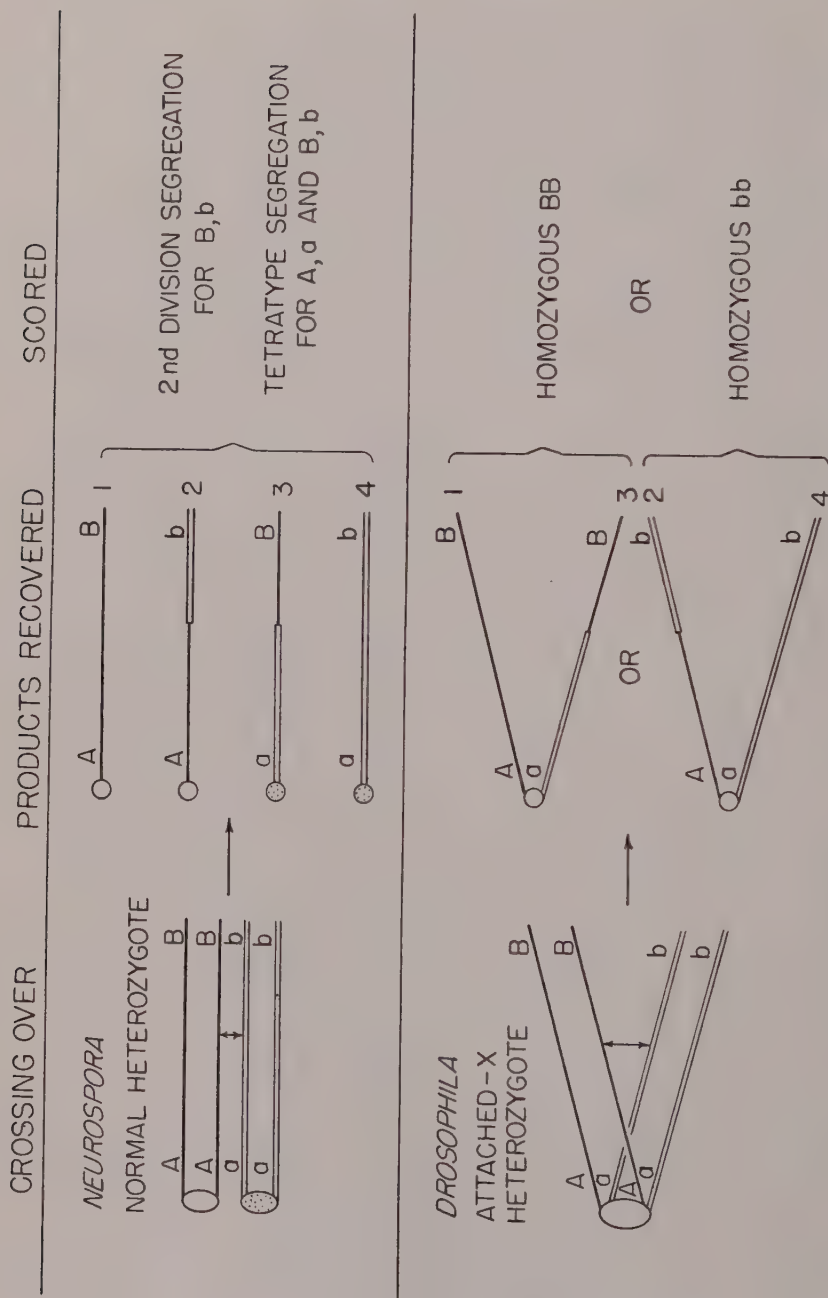 CROSSING OVER
PRODUCTS RECOVERED
SCORED
NEUROSPORA
NORMAL HETEROZYGOTE
A B
A B
a b
a b
A B 1
A b 2
a B 3
a b 4
2nd DIVISION SEGREGATION
FOR B,b
TETRATYPE SEGREGATION
FOR A,a AND B,b
DROSOPHILA
ATTACHED-X
HETEROZYGOTE
A B
a B
A b
a b
B 1
A
a
B 3
OR
b 2
A
a
b 4
HOMOZYGOUS BB
OR
HOMOZYGOUS bb